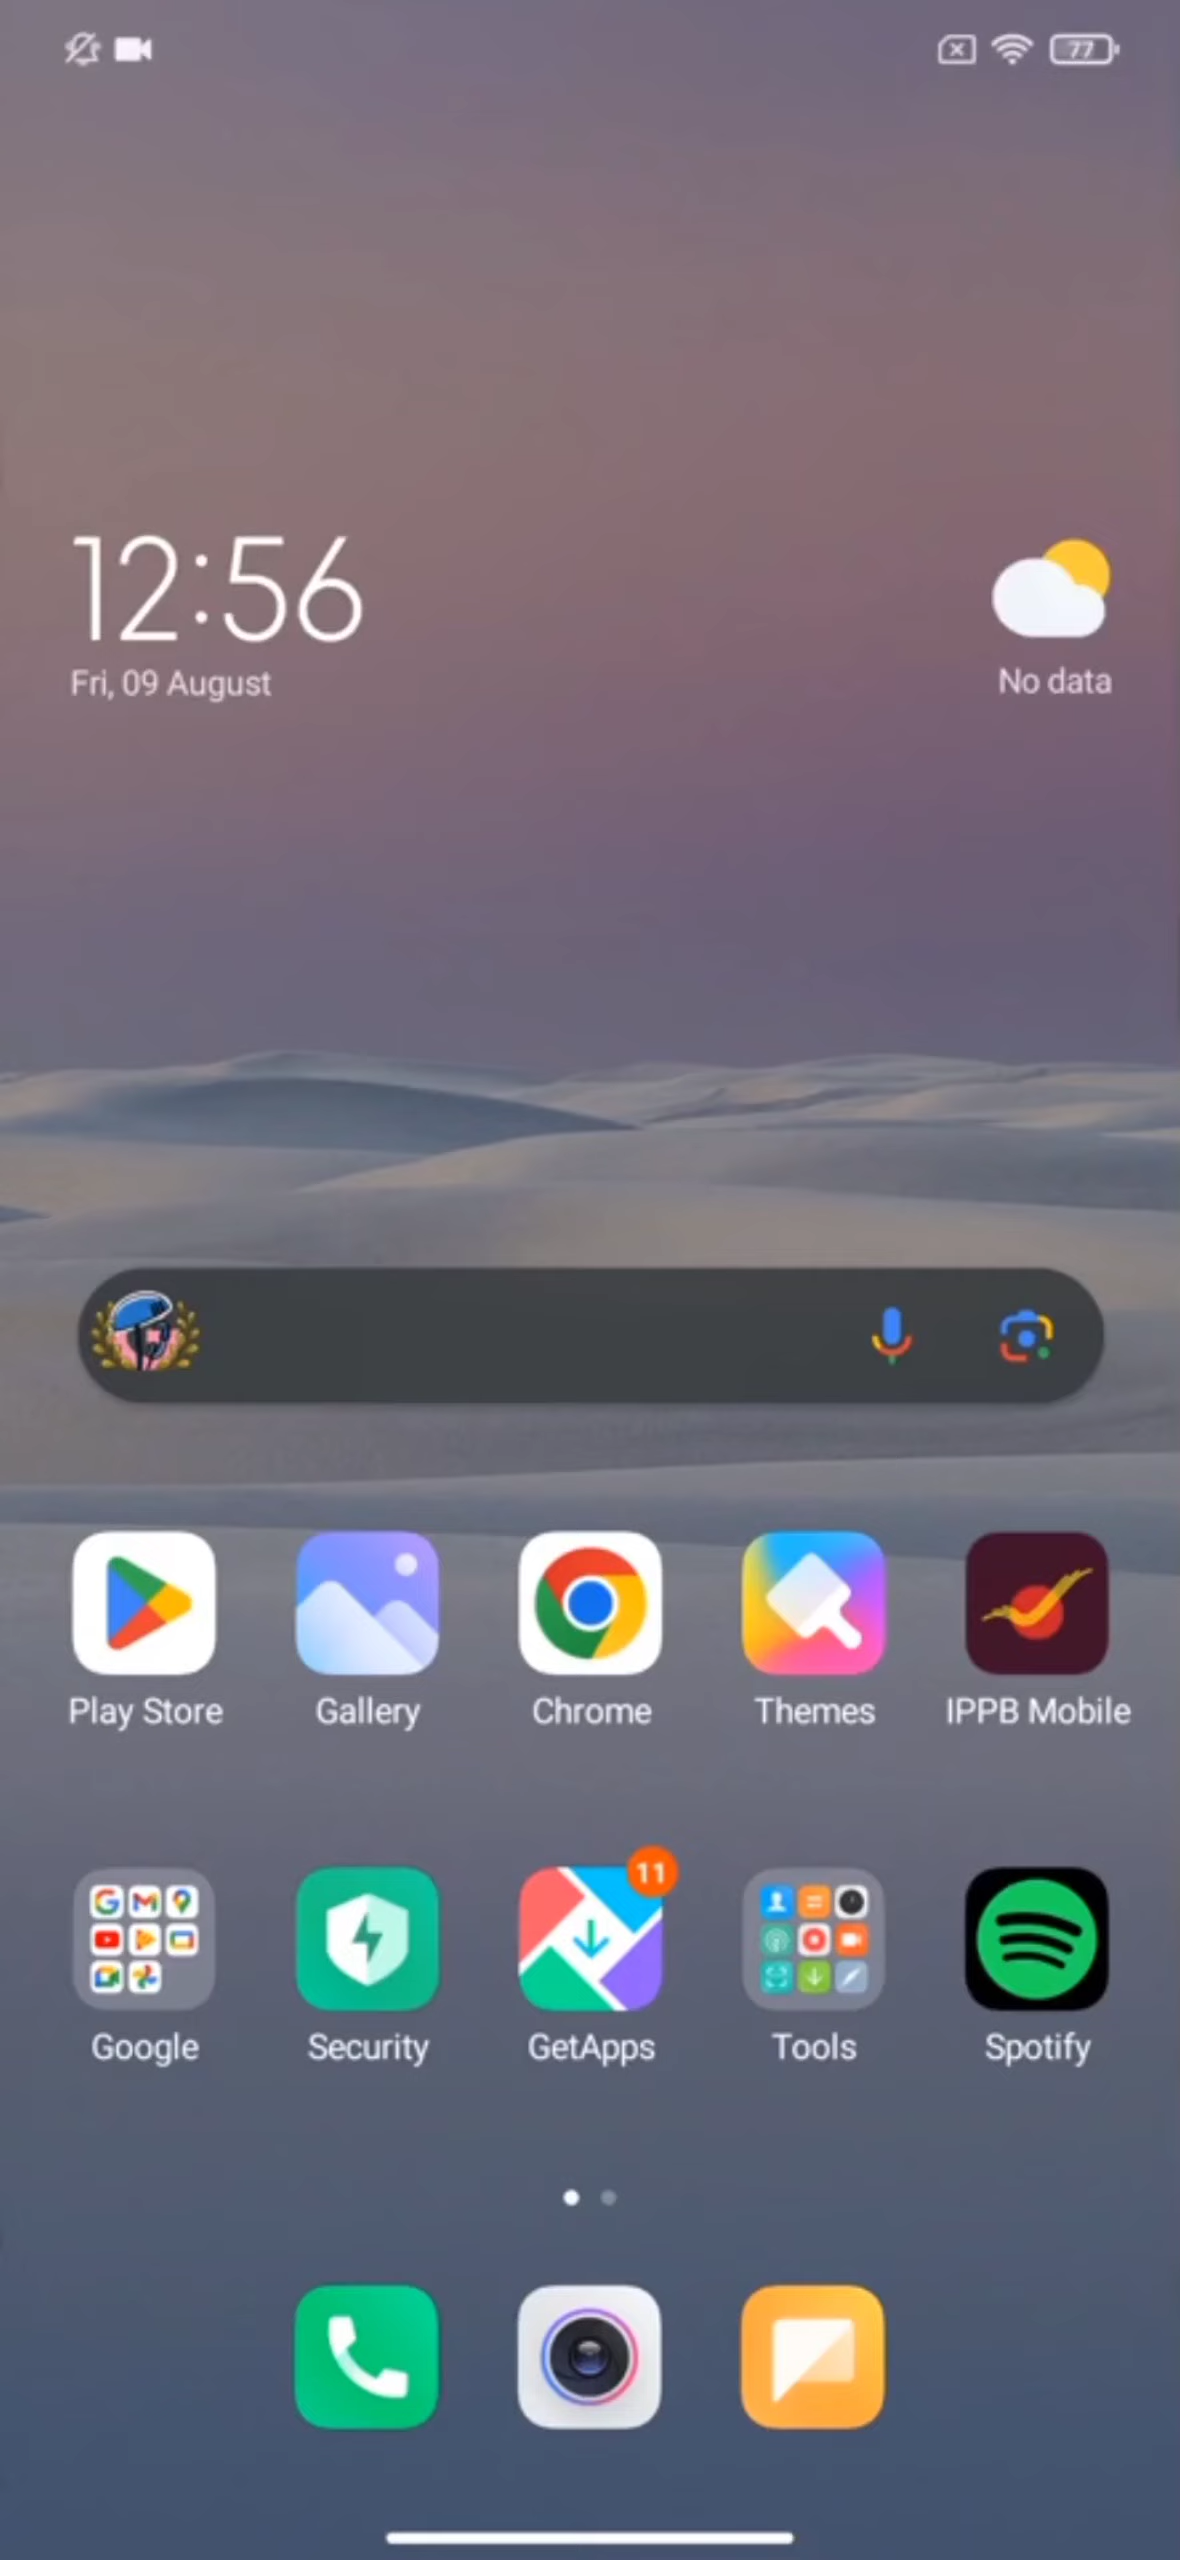 77
12:56
Fri, 09 August
No data
Play Store
Gallery
Chrome
Themes
IPPB Mobile
11
Google
Security
GetApps
Tools
Spotify